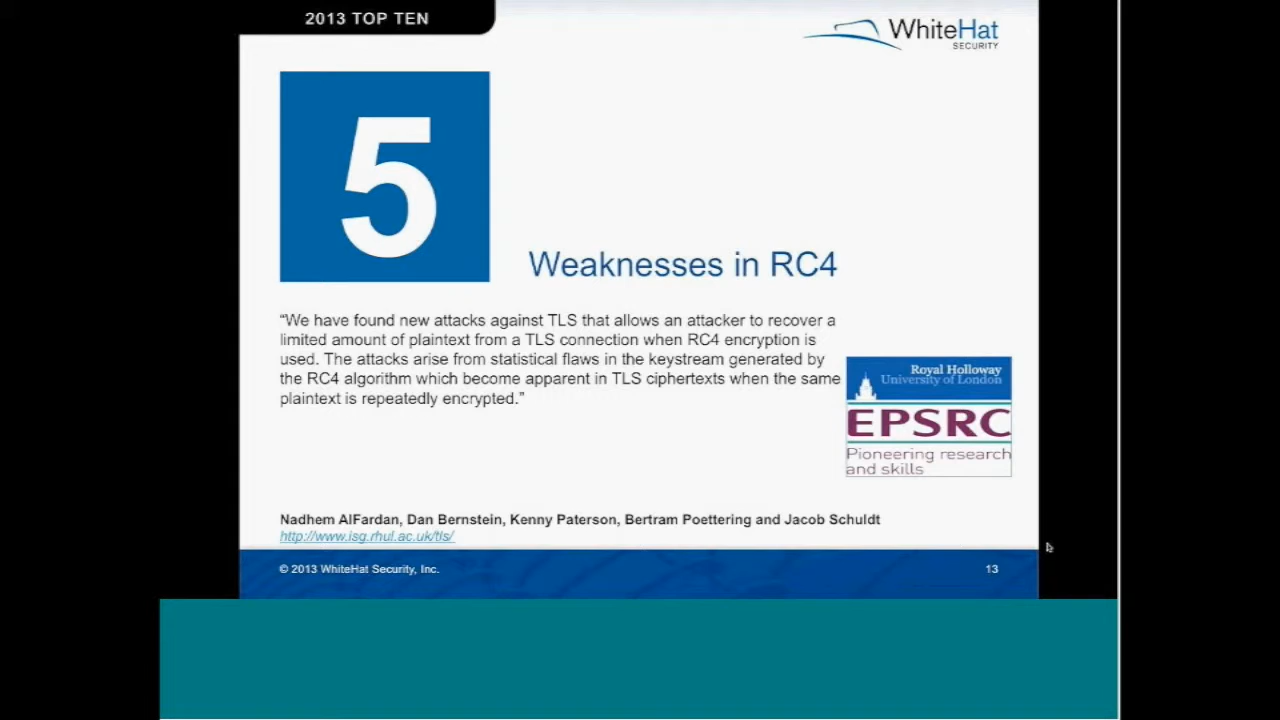 2013 TOP TEN
WhiteHat
SECURITY
5
Weaknesses in RC4
“We have found new attacks against TLS that allows an attacker to recover a
limited amount of plaintext from a TLS connection when RC4 encryption is
used. The attacks arise from statistical flaws in the keystream generated by
the RC4 algorithm which become apparent in TLS ciphertexts when the same
plaintext is repeatedly encrypted.”
Royal Holloway
University of London
EPSRC
Pioneering research
and skills
Nadhem AlFardan, Dan Bernstein, Kenny Paterson, Bertram Poettering and Jacob Schuldt
http://www.isg.rhul.ac.uk/tls/
© 2013 WhiteHat Security, Inc.
13